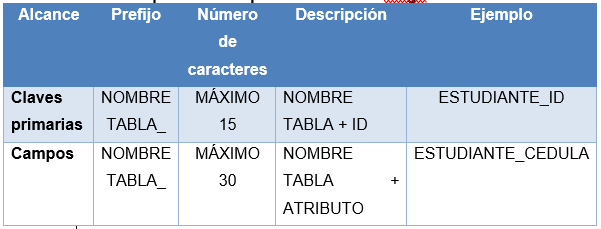 Alcance Prefijo Número de caracteres Descripción Ejemplo
Claves primarias NOMBRE TABLA_ MÁXIMO 15 NOMBRE TABLA + ID ESTUDIANTE_ID
Campos NOMBRE TABLA_ MÁXIMO 30 NOMBRE TABLA + ATRIBUTO ESTUDIANTE_CEDULA